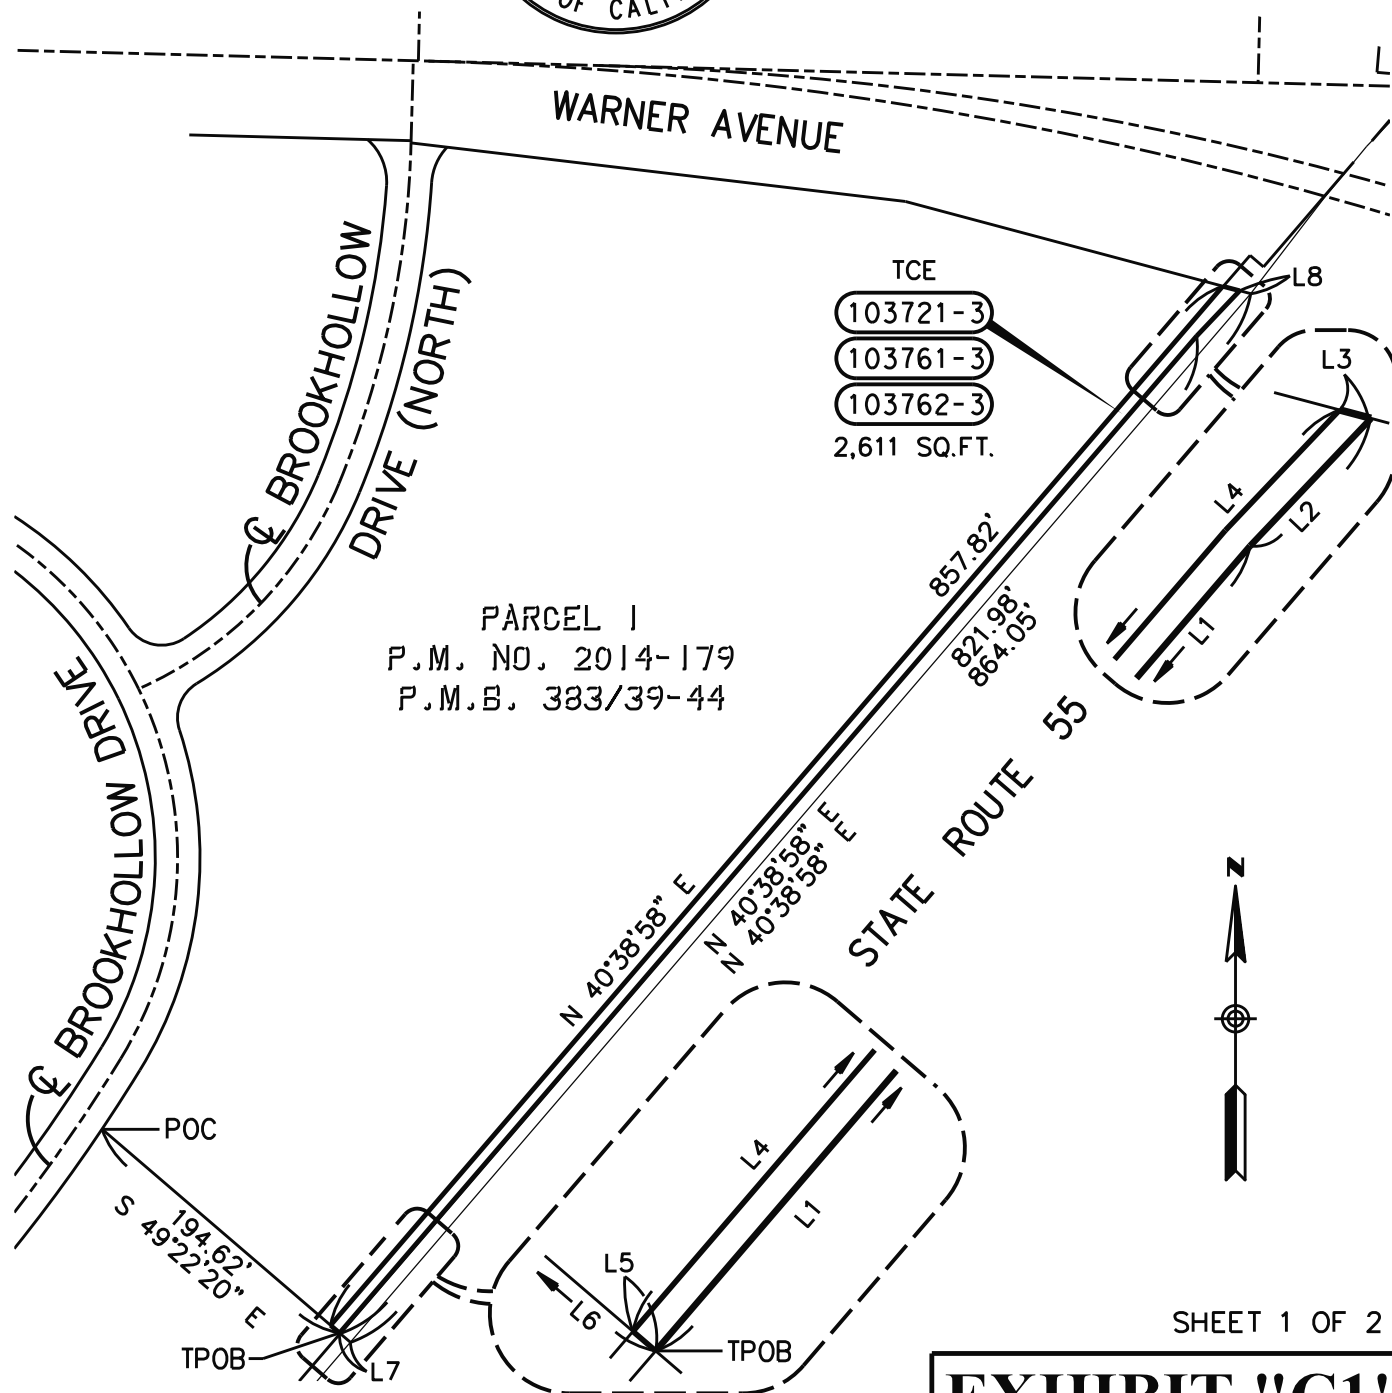 OF CALI
WARNER AVENUE
℄ BROOKHOLLOW
DRIVE (NORTH)
TCE
103721-3
103761-3
103762-3
2,611 SQ.FT.
L8
L3
L4
L2
L1
857.82'
821.98'
864.05'
PARCEL 1
P.M. NO. 2014-179
P.M.B. 383/39-44
℄ BROOKHOLLOW DRIVE
STATE ROUTE 55
N 40°38'58" E
N 40°38'58" E
N 40°38'58" E
N
POC
194.62'
S 49°22'20" E
TPOB
L7
L4
L1
L5
L6
TPOB
SHEET 1 OF 2
EXHIBIT "C1"